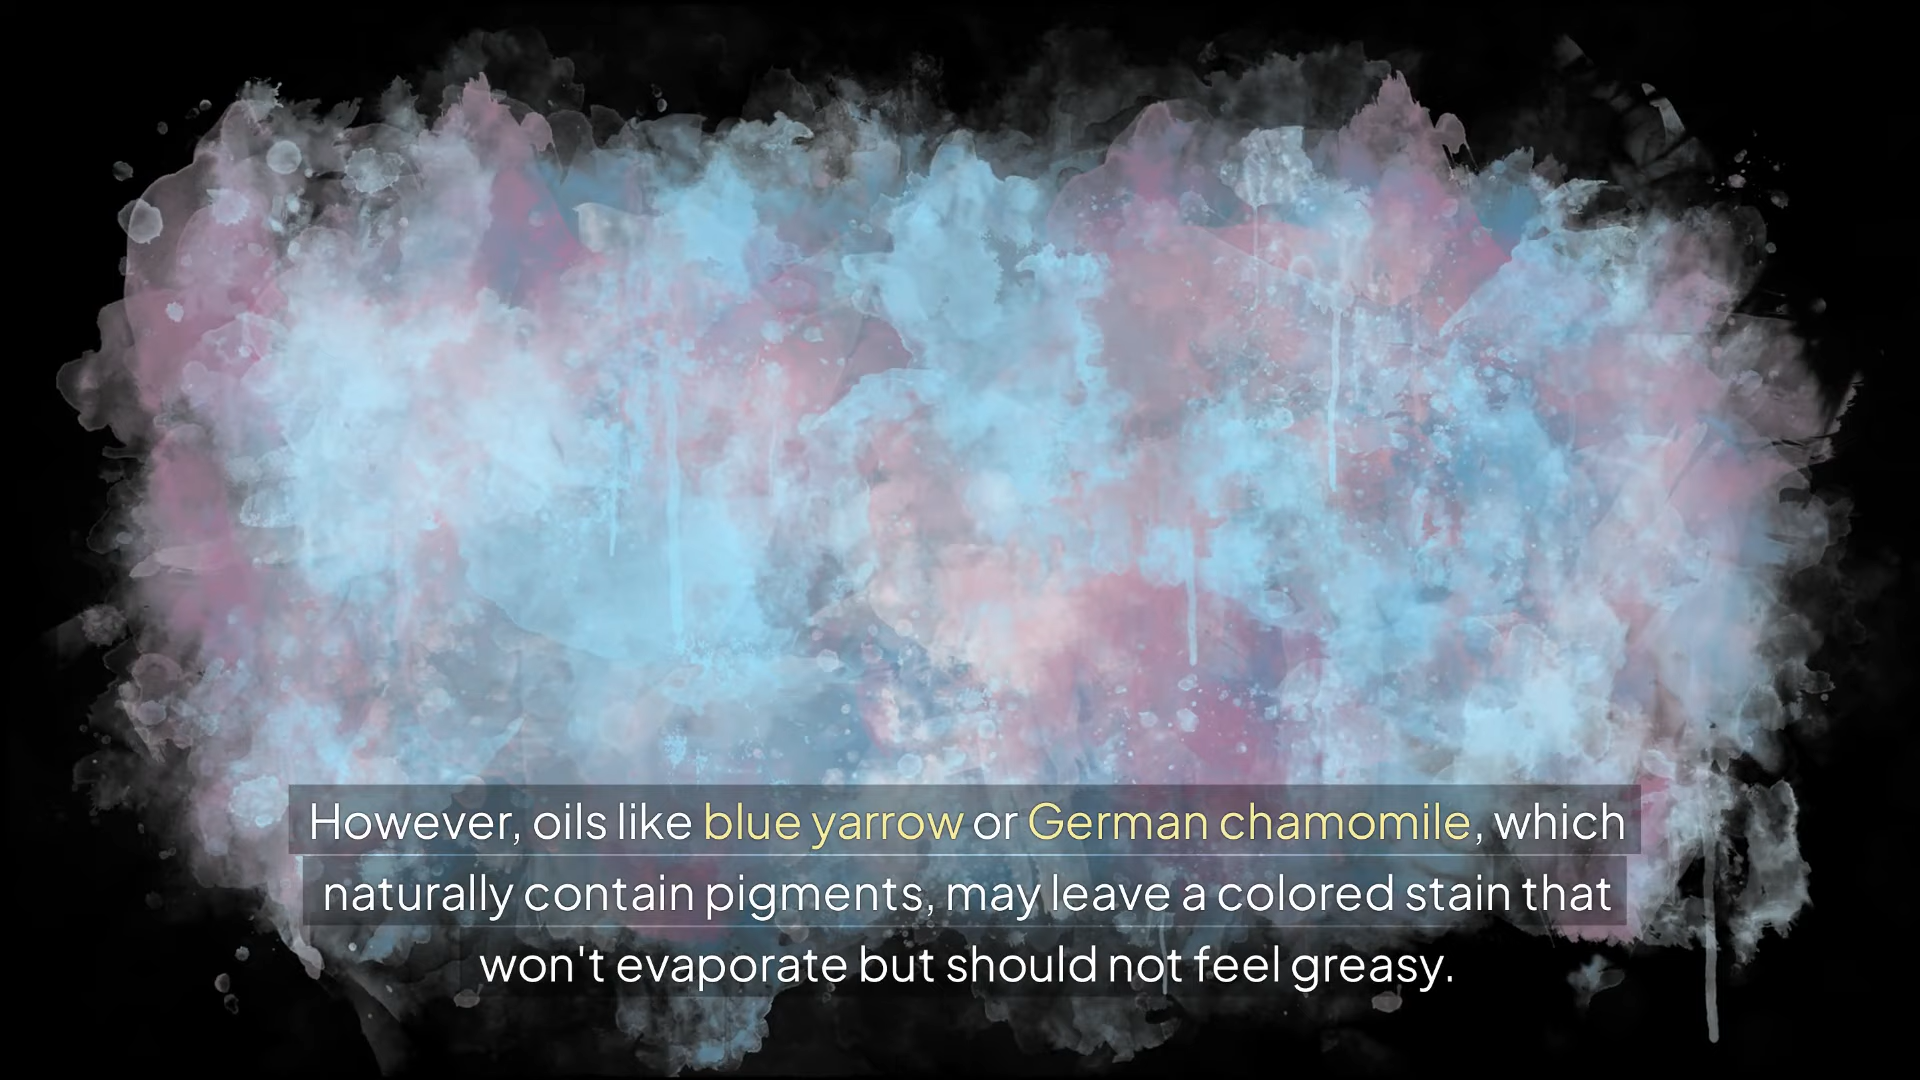 However, oils like blue yarrow or German chamomile, which
naturally contain pigments, may leave a colored stain that
won't evaporate but should not feel greasy.